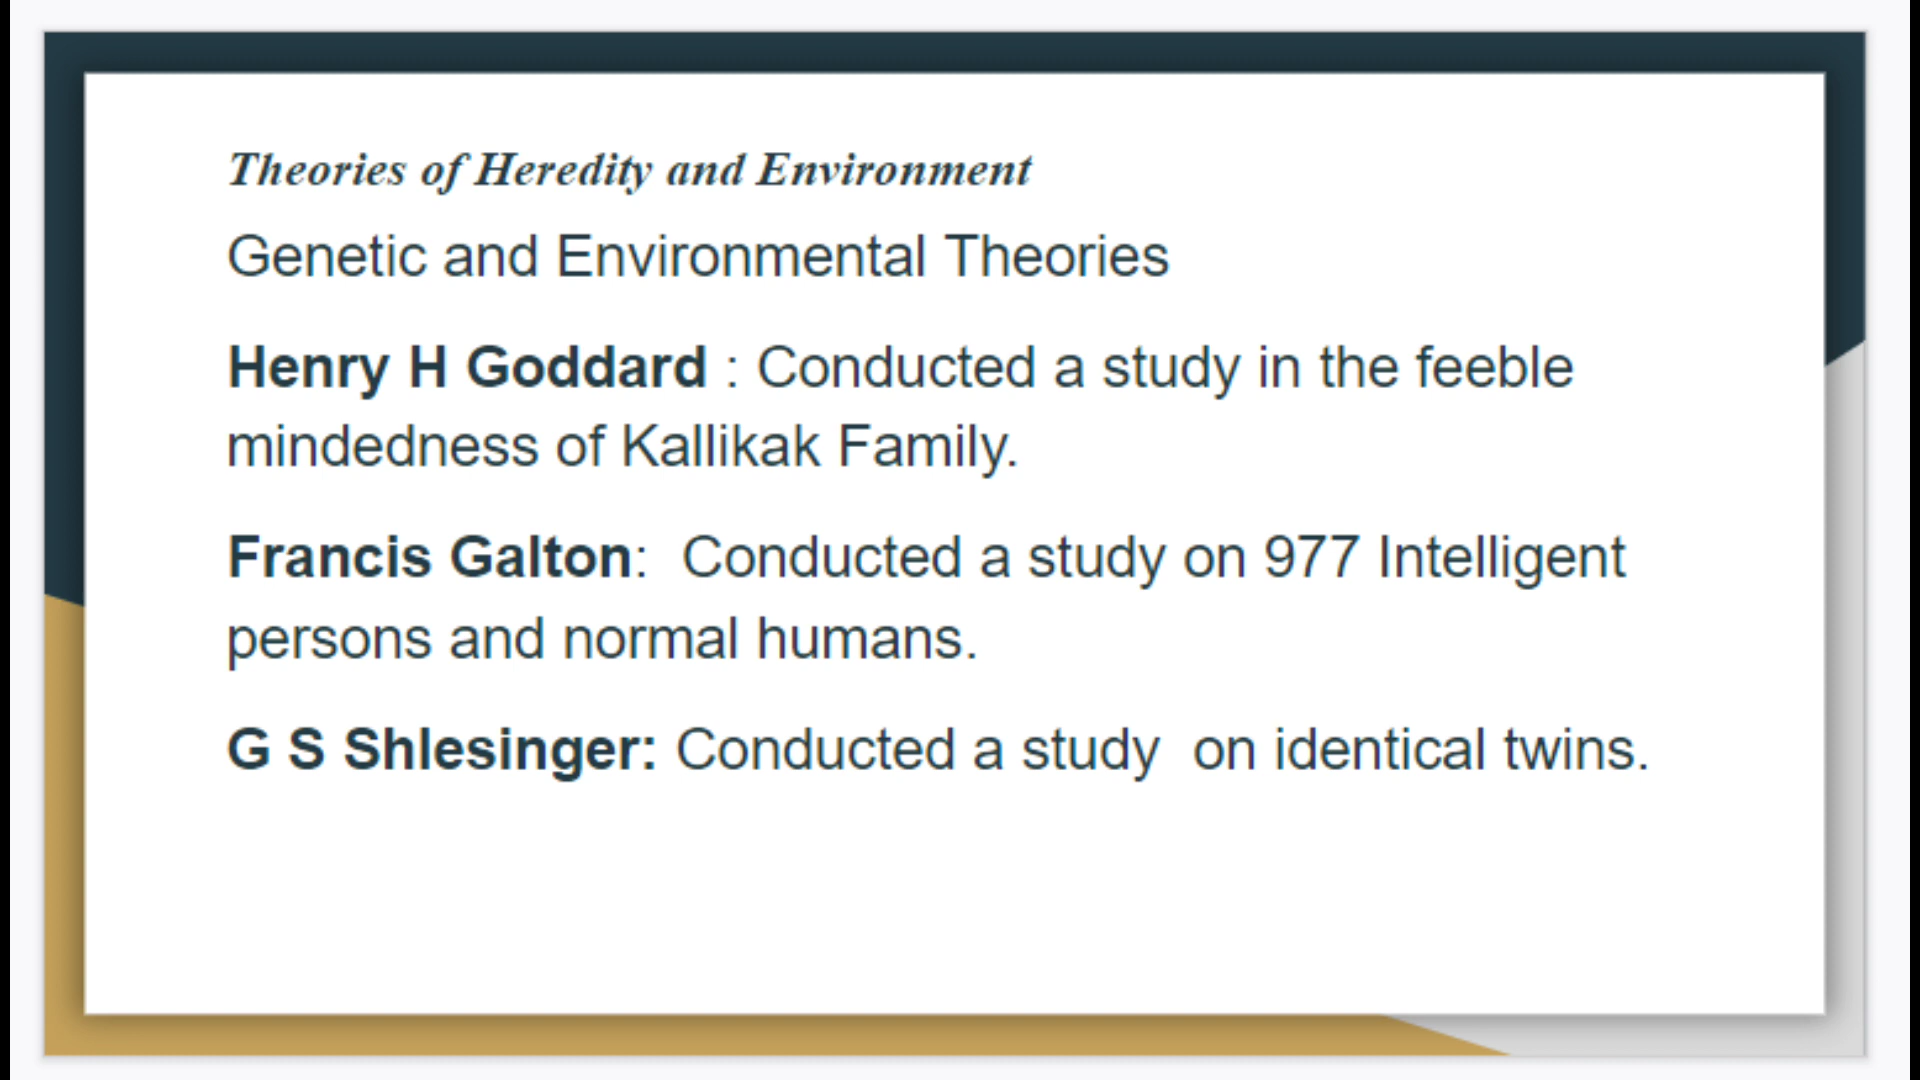 Theories of Heredity and Environment
Genetic and Environmental Theories
Henry H Goddard : Conducted a study in the feeble
mindedness of Kallikak Family.
Francis Galton:  Conducted a study on 977 Intelligent
persons and normal humans.
G S Shlesinger: Conducted a study  on identical twins.